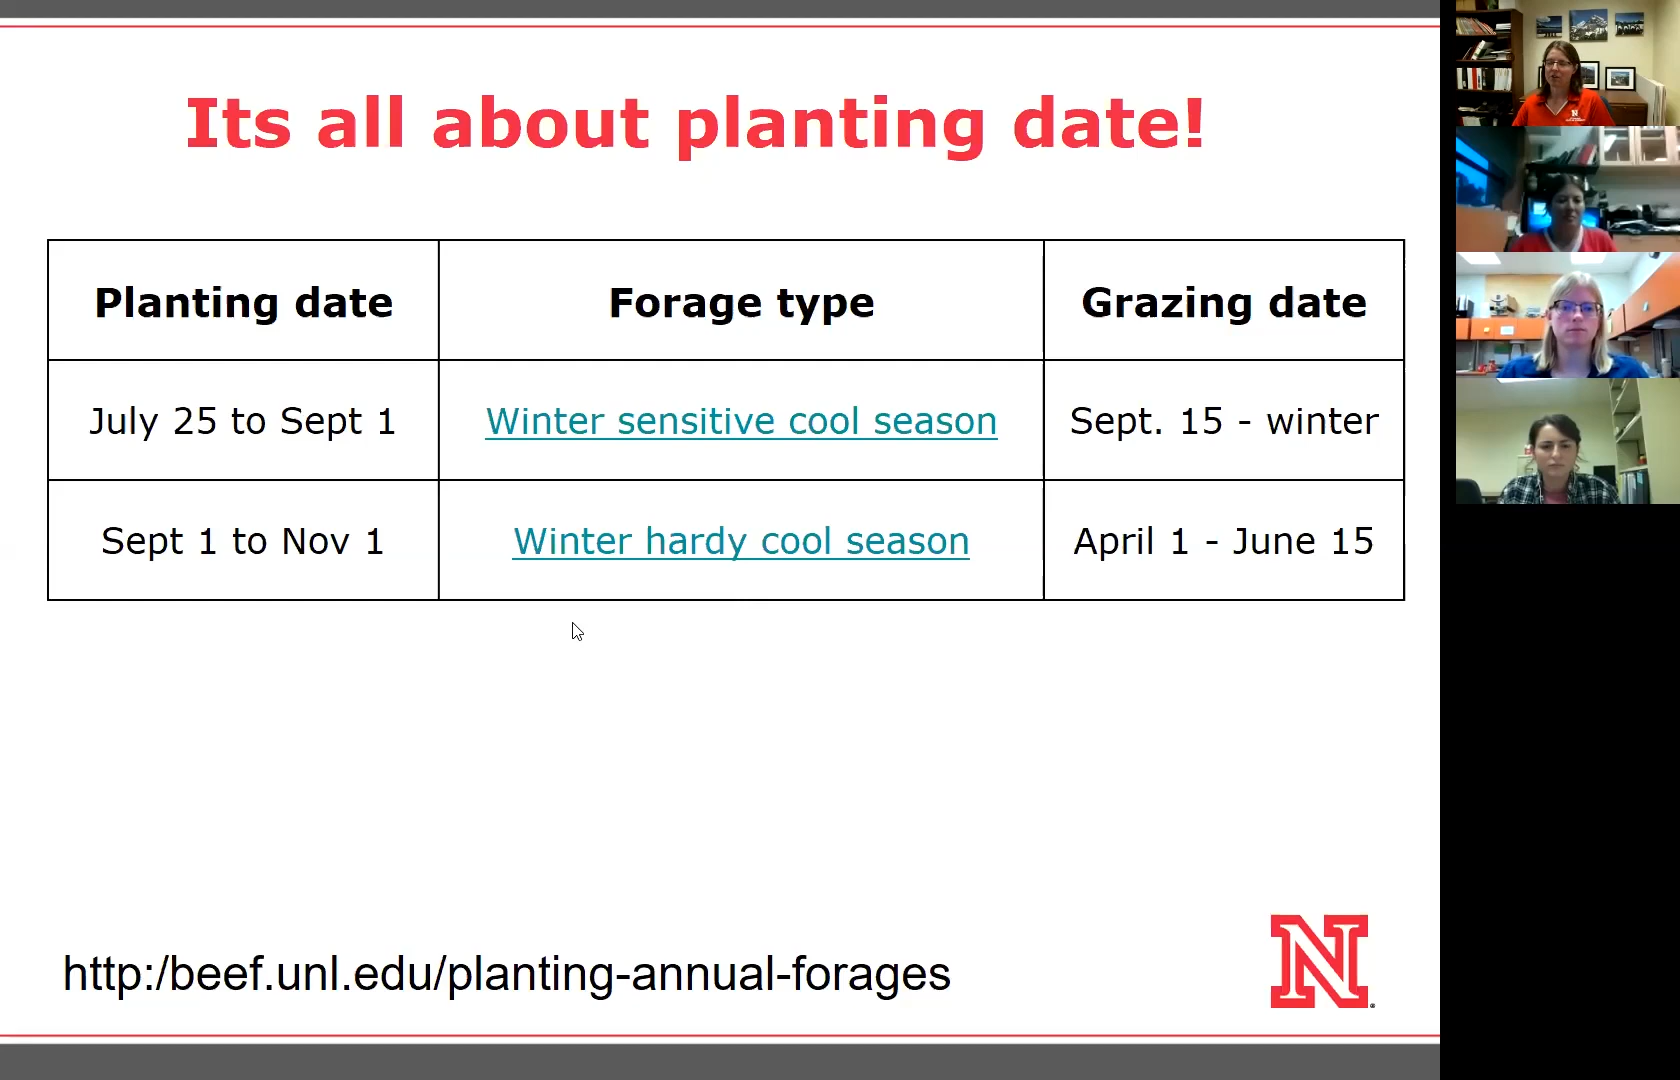 Its all about planting date!
Planting date Forage type Grazing date
July 25 to Sept 1 Winter sensitive cool season Sept. 15 - winter
Sept 1 to Nov 1 Winter hardy cool season April 1 - June 15
http:/beef.unl.edu/planting-annual-forages
N